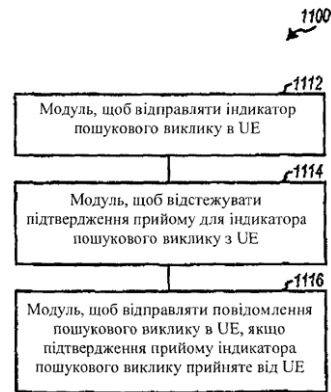 1100
1112
Модуль, щоб відправляти індикатор
пошукового виклику в UE
1114
Модуль, щоб відстежувати
підтвердження прийому для індикатора
пошукового виклику з UE
1116
Модуль, щоб відправляти повідомлення
пошукового виклику в UE, якщо
підтвердження прийому індикатора
пошукового виклику прийняте від UE